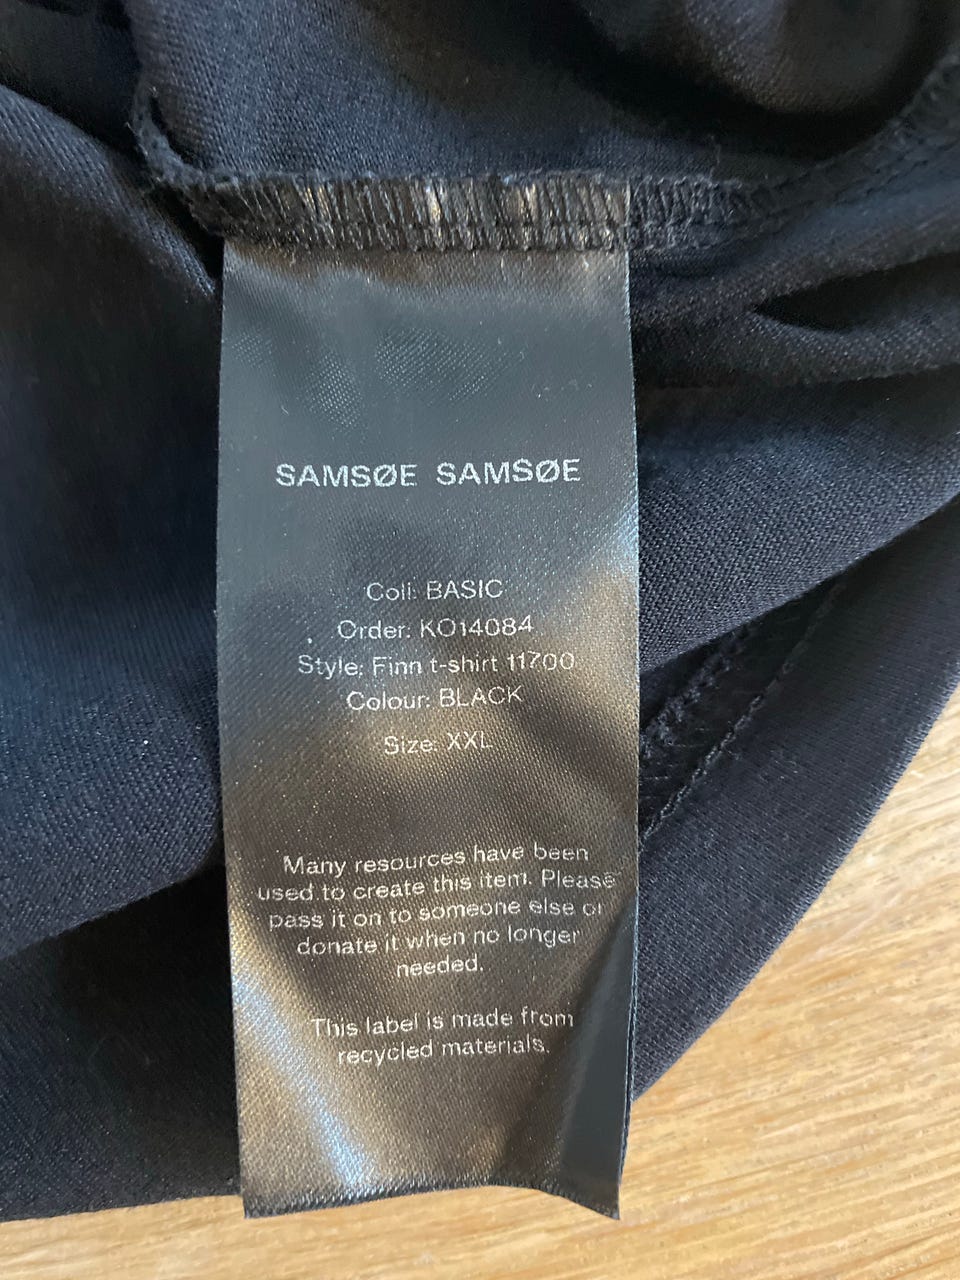 SAMSØE SAMSØE
Coll: BASIC
Order: KO14084
Style: Finn t-shirt 11700
Colour: BLACK
Size: XXL
Many resources have been
used to create this item. Please
pass it on to someone else or
donate it when no longer
needed.
This label is made from
recycled materials.